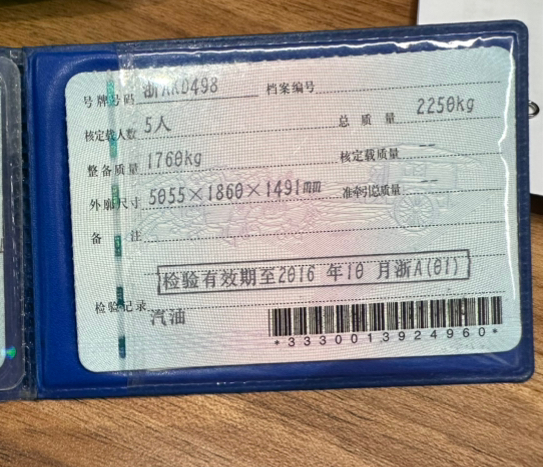 号牌号码 浙AKD498 档案编号
核定载人数 5人 总质量 2250kg
整备质量 1760kg 核定载质量 --
外廓尺寸 5055×1860×1491mm 准牵引总质量 --
备注
检验有效期至2016年10月浙A(01)
检验记录
汽油
*3330013924960*